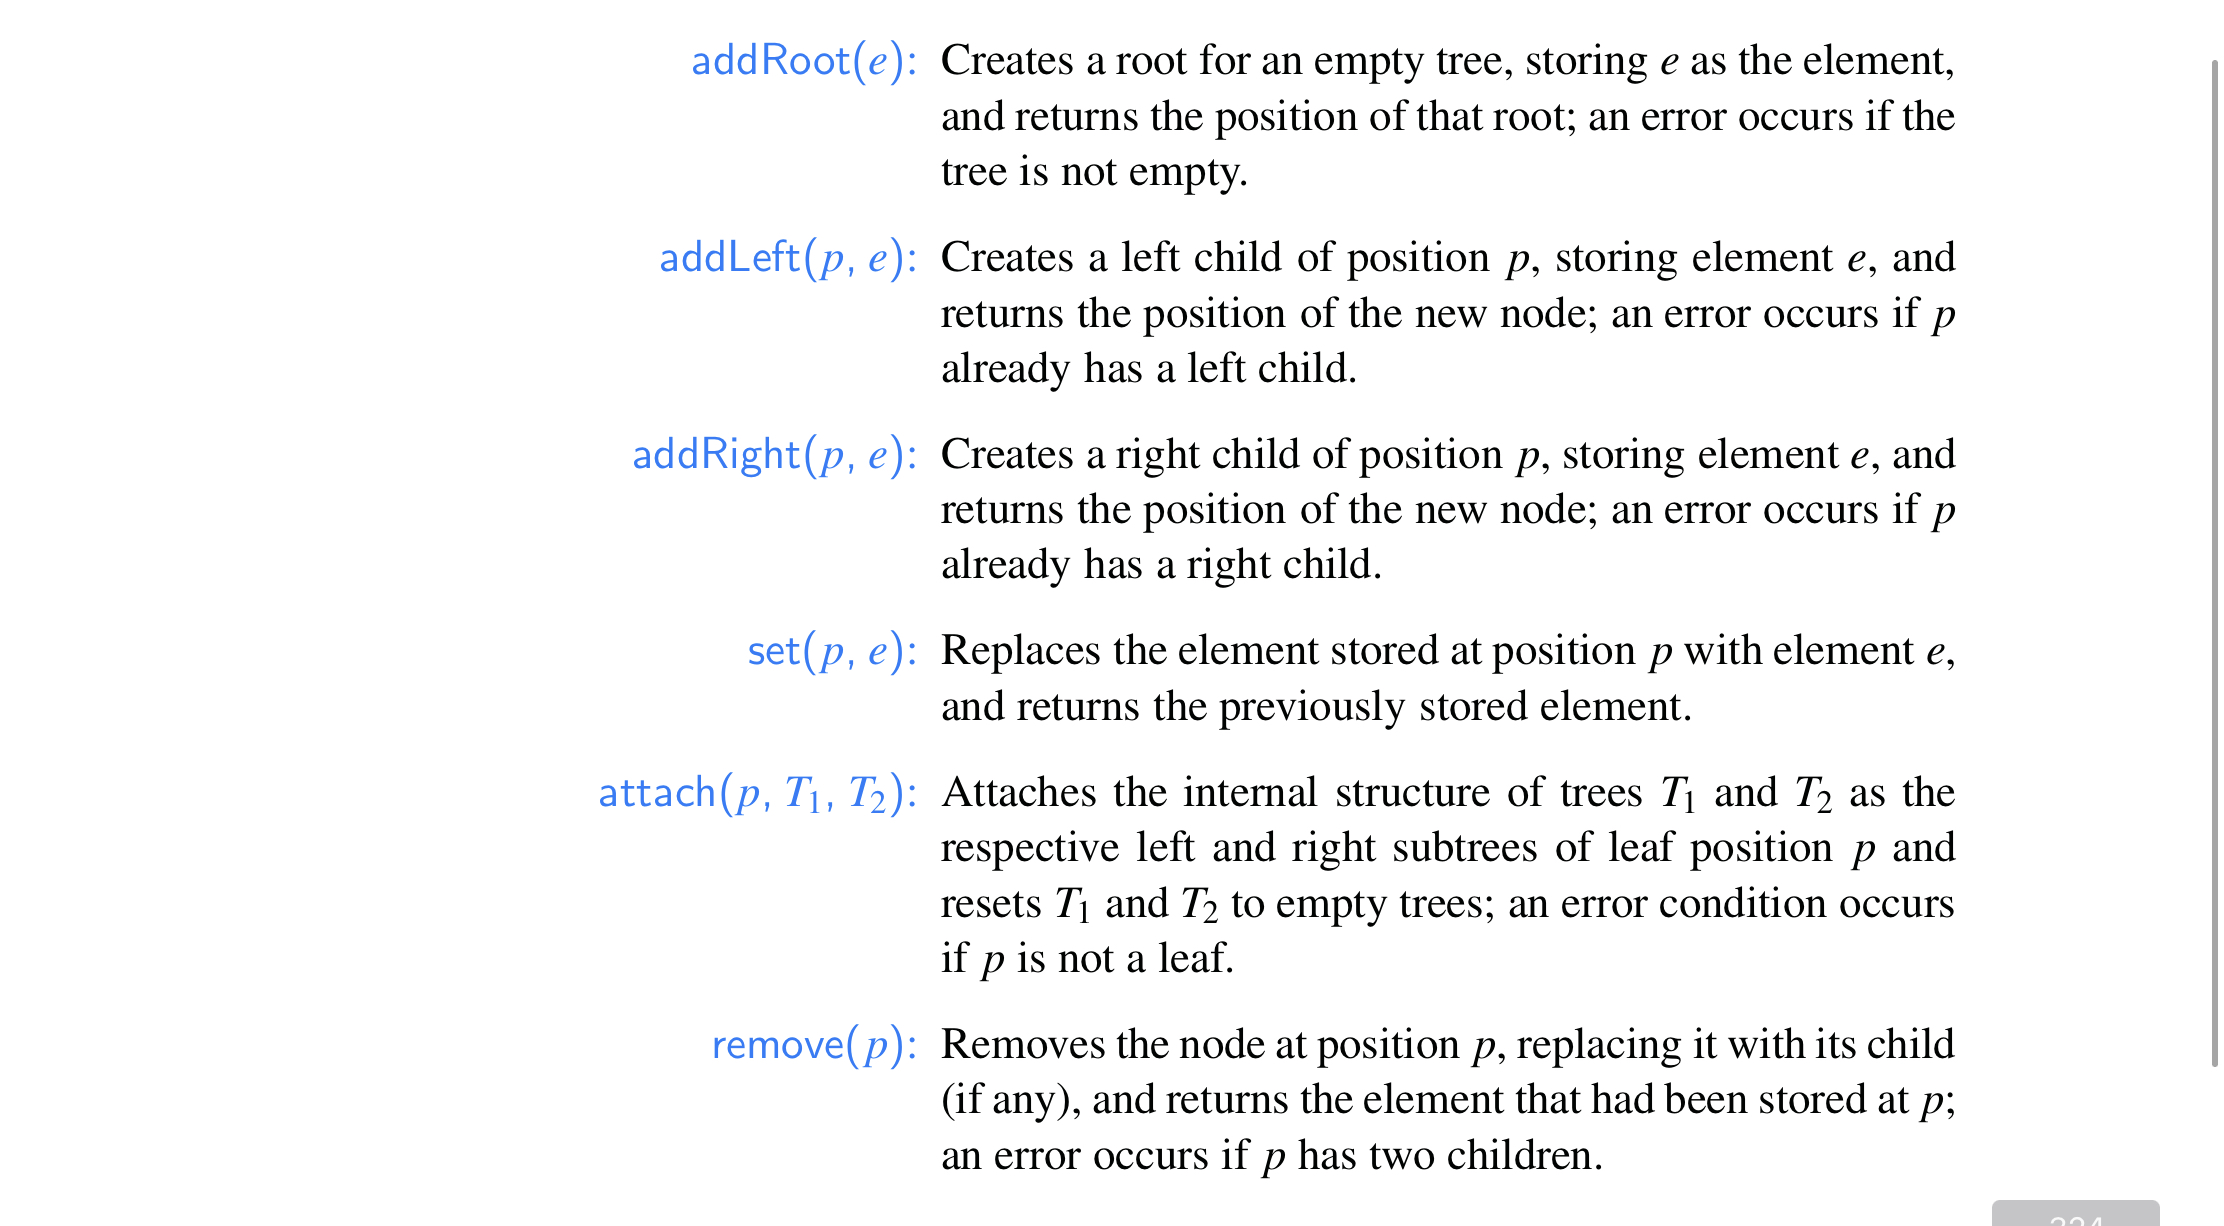 addRoot(e): Creates a root for an empty tree, storing e as the element,
and returns the position of that root; an error occurs if the
tree is not empty.
addLeft(p, e): Creates a left child of position p, storing element e, and
returns the position of the new node; an error occurs if p
already has a left child.
addRight(p, e): Creates a right child of position p, storing element e, and
returns the position of the new node; an error occurs if p
already has a right child.
set(p, e): Replaces the element stored at position p with element e,
and returns the previously stored element.
attach(p, T₁, T₂): Attaches the internal structure of trees T₁ and T₂ as the
respective left and right subtrees of leaf position p and
resets T₁ and T₂ to empty trees; an error condition occurs
if p is not a leaf.
remove(p): Removes the node at position p, replacing it with its child
(if any), and returns the element that had been stored at p;
an error occurs if p has two children.